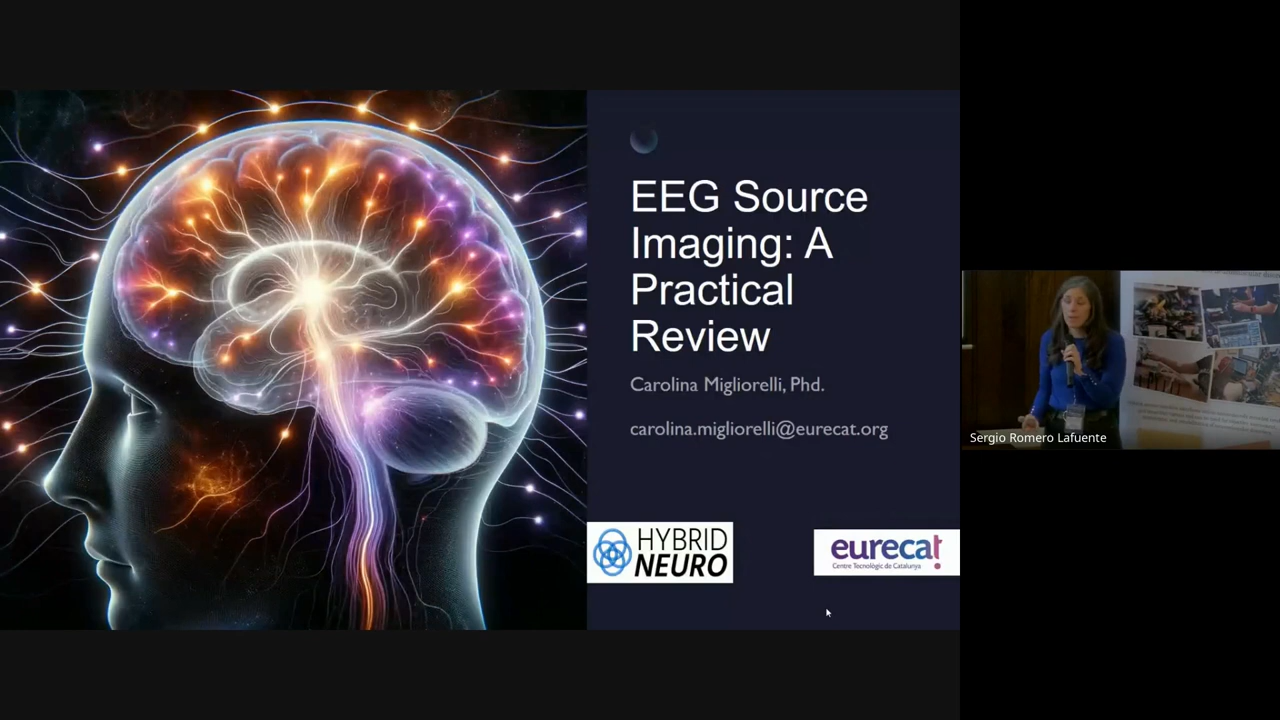 EEG Source
Imaging: A
Practical
Review
Carolina Migliorelli, Phd.
carolina.migliorelli@eurecat.org
HYBRID
NEURO
eurecat
Centre Tecnològic de Catalunya
Sergio Romero Lafuente